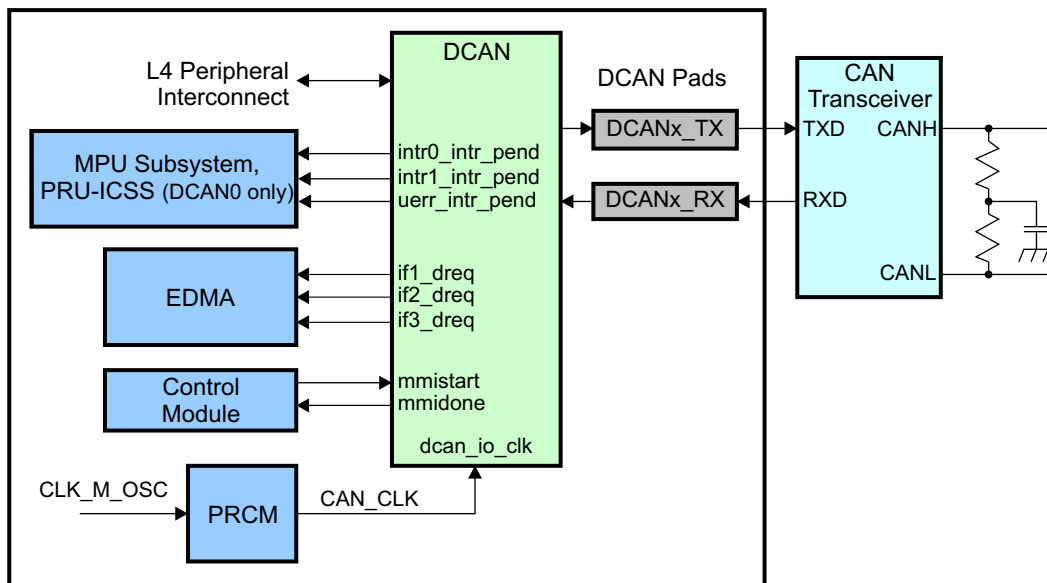 DCAN
L4 Peripheral
Interconnect
MPU Subsystem,
PRU-ICSS (DCAN0 only)
intr0_intr_pend
intr1_intr_pend
uerr_intr_pend
EDMA
if1_dreq
if2_dreq
if3_dreq
Control
Module
mmistart
mmidone
dcan_io_clk
CLK_M_OSC
PRCM
CAN_CLK
DCAN Pads
DCANx_TX
DCANx_RX
CAN
Transceiver
TXD
CANH
RXD
CANL